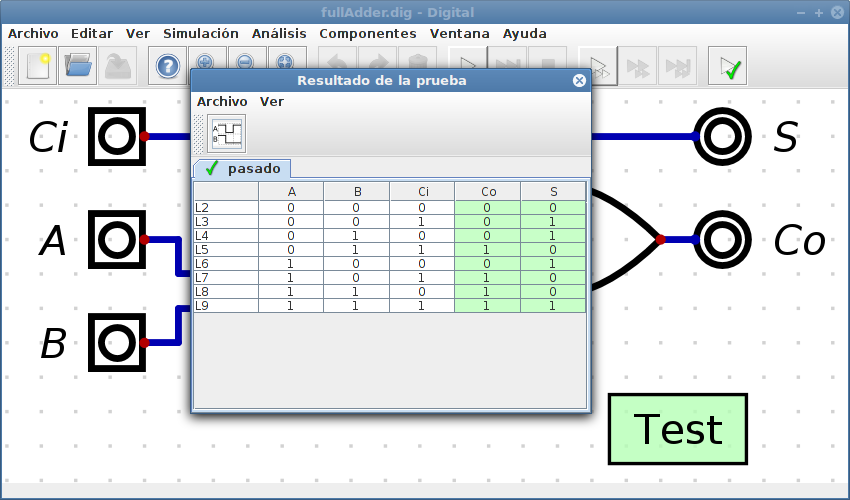 fullAdder.dig - Digital
Archivo Editar Ver Simulación Análisis Componentes Ventana Ayuda
Resultado de la prueba
Archivo Ver
A
B
pasado
A B Ci Co S
L2 0 0 0 0 0
L3 0 0 1 0 1
L4 0 1 0 0 1
L5 0 1 1 1 0
L6 1 0 0 0 1
L7 1 0 1 1 0
L8 1 1 0 1 0
L9 1 1 1 1 1
Ci
A
B
S
Co
Test